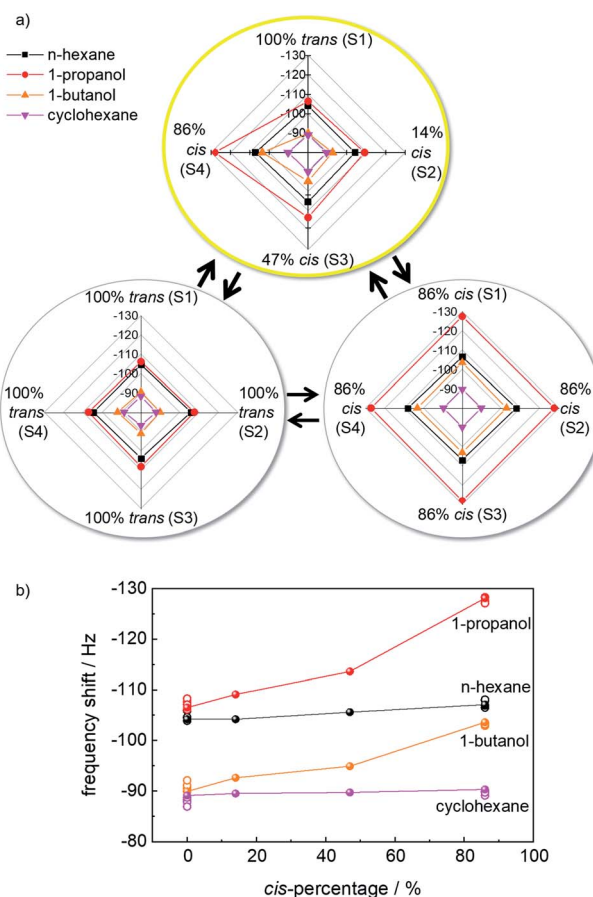 a)
n-hexane
1-propanol
1-butanol
cyclohexane
100% trans (S1)
-130
-120
-110
-100
-90
86%
cis
(S4)
14%
cis
(S2)
47% cis (S3)
100% trans (S1)
-130
-120
-110
-100
-90
100%
trans
(S4)
100%
trans
(S2)
100% trans (S3)
86% cis (S1)
-130
-120
-110
-100
-90
86%
cis
(S4)
86%
cis
(S2)
86% cis (S3)
b)
frequency shift / Hz
-130
-120
-110
-100
-90
-80
1-propanol
n-hexane
1-butanol
cyclohexane
0 20 40 60 80 100
cis-percentage / %